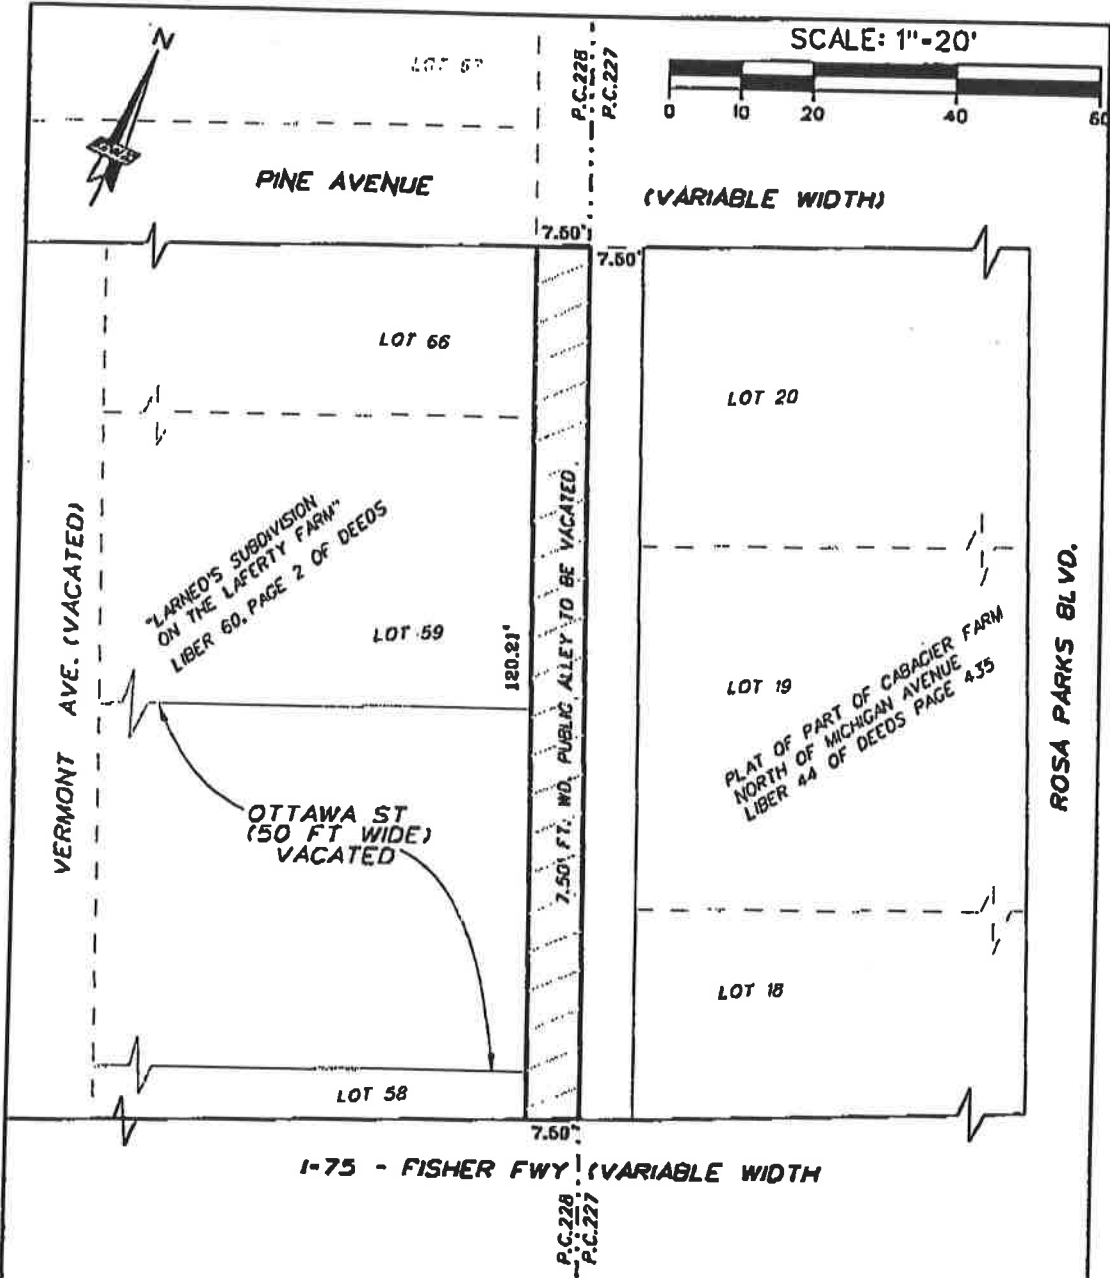 N
LOT 67
P.C.228
P.C.227
SCALE: 1"=20'
0 10 20 40 60
PINE AVENUE
(VARIABLE WIDTH)
7.50'
7.50'
LOT 66
LOT 20
"LARNED'S SUBDIVISION
ON THE LAFERTY FARM"
LIBER 60, PAGE 2 OF DEEDS
VERMONT AVE. (VACATED)
LOT 59
120.21'
7.50' FT. WD. PUBLIC ALLEY TO BE VACATED
LOT 19
PLAT OF PART OF CABACIER FARM
NORTH OF MICHIGAN AVENUE
LIBER 44 OF DEEDS PAGE 435
ROSA PARKS BLVD.
OTTAWA ST
(50 FT WIDE)
VACATED
LOT 18
LOT 58
7.50'
I-75 - FISHER FWY (VARIABLE WIDTH
P.C.228
P.C.227